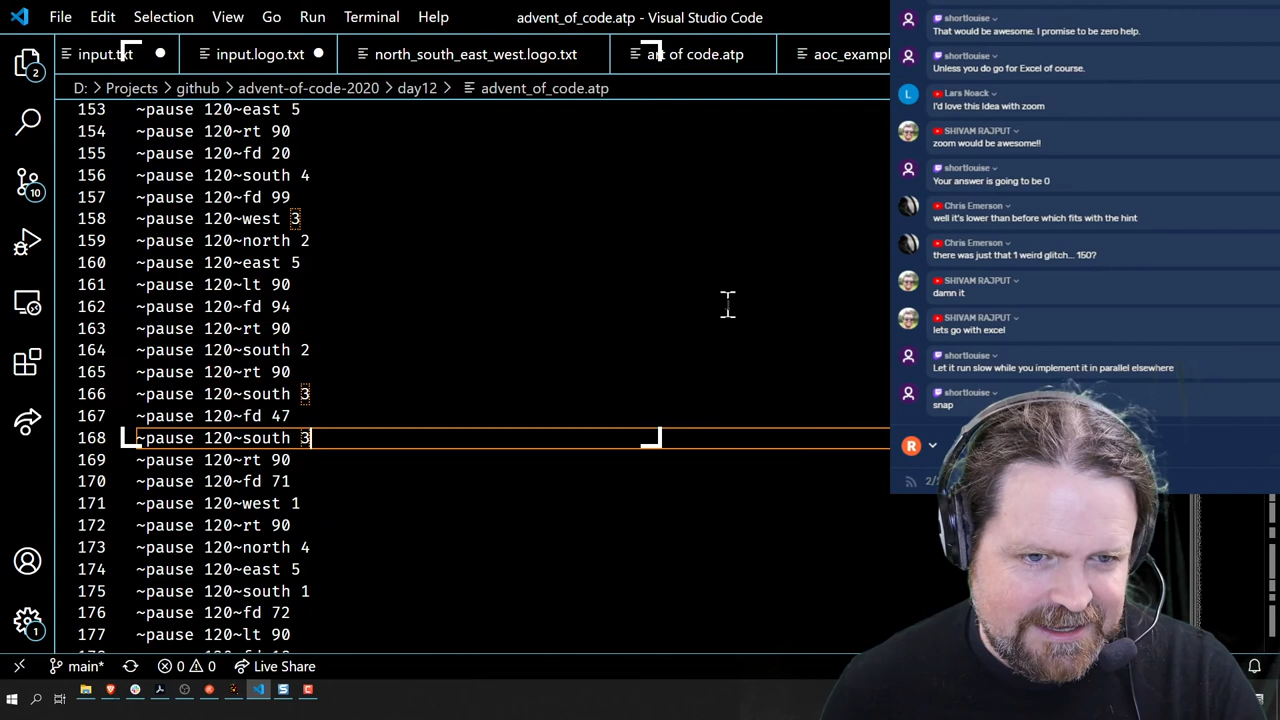 File Edit Selection View Go Run Terminal Help
advent_of_code.atp - Visual Studio Code
input.txt
input.logo.txt
north_south_east_west.logo.txt
of code.atp
D: Projects github advent-of-code-2020 day12 advent_of_code.atp
153 ~pause 120~east 5
154 ~pause 120~rt 90
155 ~pause 120~fd 20
156 ~pause 120~south 4
157 ~pause 120~fd 99
158 ~pause 120~west 3
159 ~pause 120~north 2
160 ~pause 120~east 5
161 ~pause 120~lt 90
162 ~pause 120~fd 94
163 ~pause 120~rt 90
164 ~pause 120~south 2
165 ~pause 120~rt 90
166 ~pause 120~south 3
167 ~pause 120~fd 47
168 ~pause 120~south 3
169 ~pause 120~rt 90
170 ~pause 120~fd 71
171 ~pause 120~west 1
172 ~pause 120~rt 90
173 ~pause 120~north 4
174 ~pause 120~east 5
175 ~pause 120~south 1
176 ~pause 120~fd 72
177 ~pause 120~lt 90
2
10
1
main* 0 0 Live Share
shortlouise
That would be awesome. I promise to be zero help.
shortlouise
Unless you do go for Excel of course.
L Lars Noack
I'd love this Idea with zoom
SHIVAM RAJPUT
zoom would be awesome!!
shortlouise
Your answer is going to be 0
Chris Emerson
well it's lower than before which fits with the hint
Chris Emerson
there was just that 1 weird glitch... 150?
SHIVAM RAJPUT
damn it
SHIVAM RAJPUT
lets go with excel
shortlouise
Let it run slow while you implement it in parallel elsewhere
shortlouise
snap
R